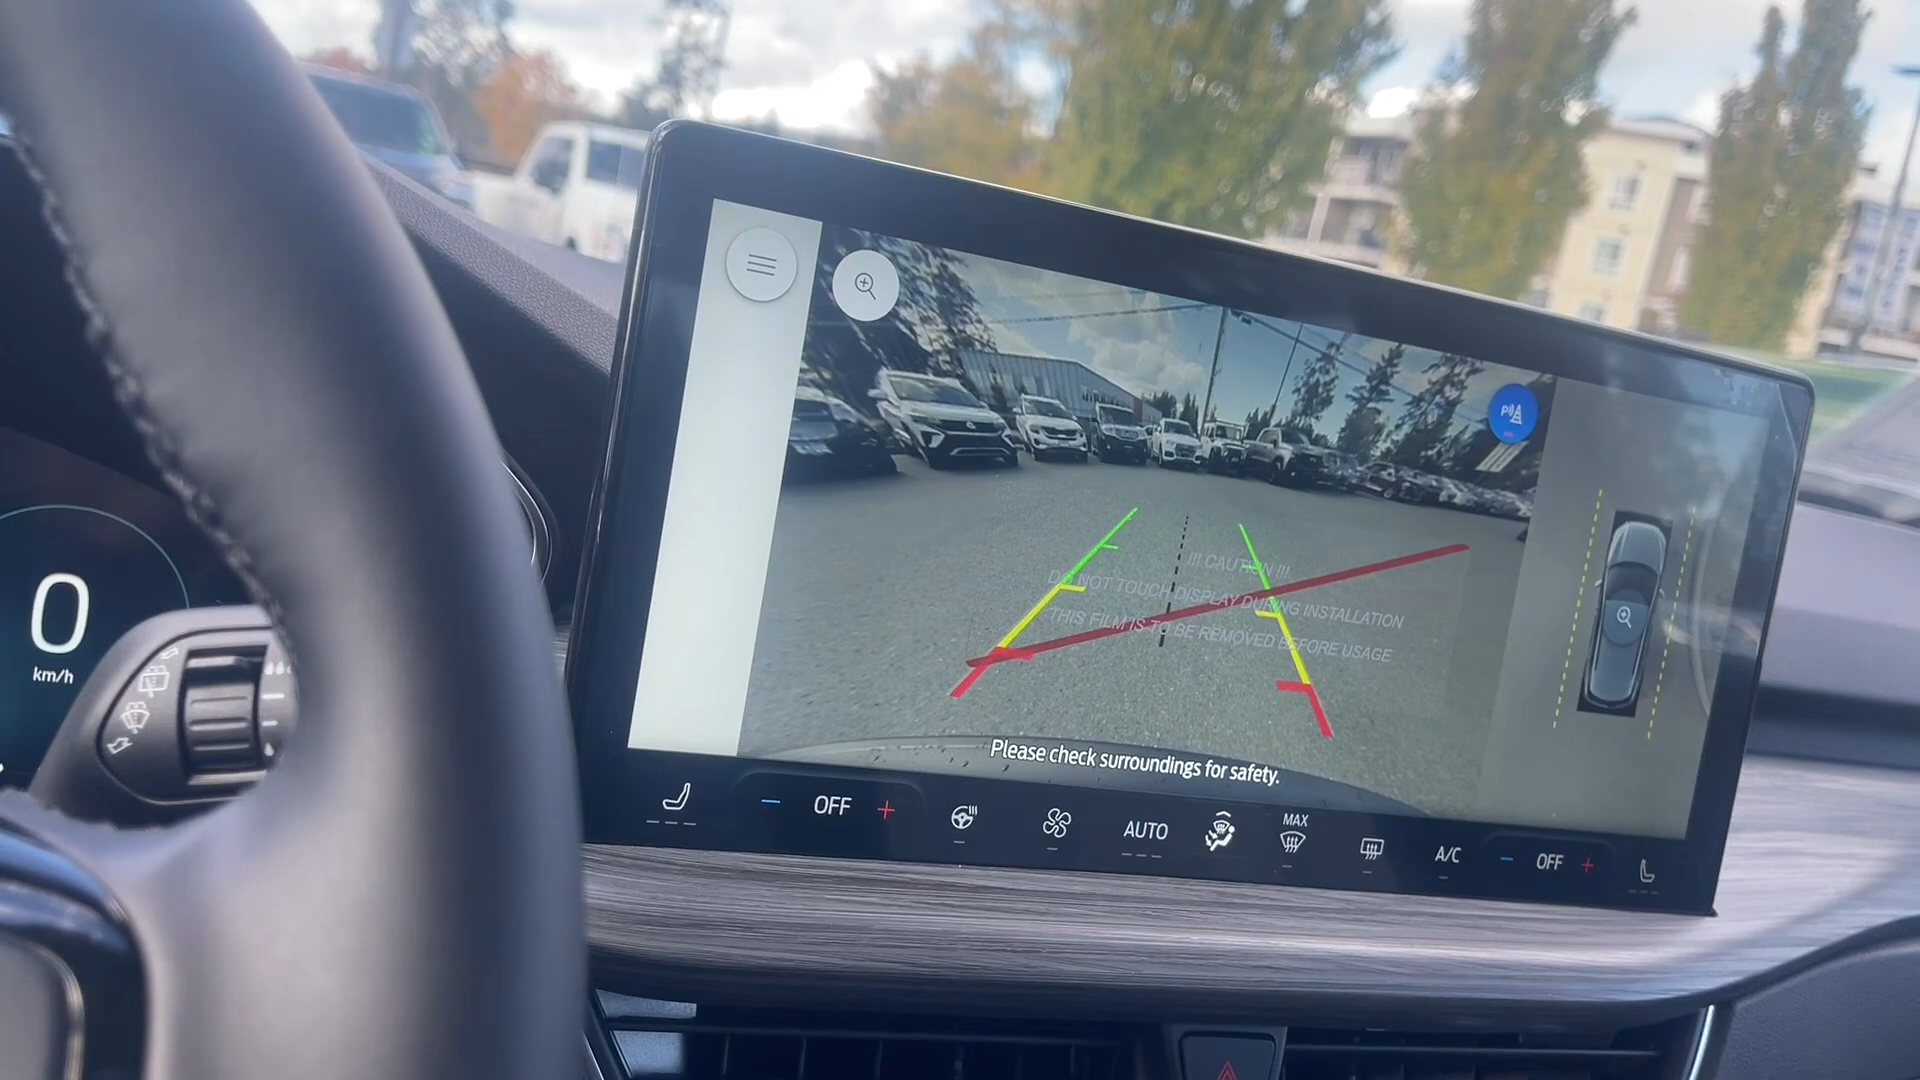 !!! CAUTION !!!
DO NOT TOUCH DISPLAY DURING INSTALLATION
THIS FILM IS TO BE REMOVED BEFORE USAGE
P
Please check surroundings for safety.
0
km/h
OFF
AUTO
MAX
A/C
OFF